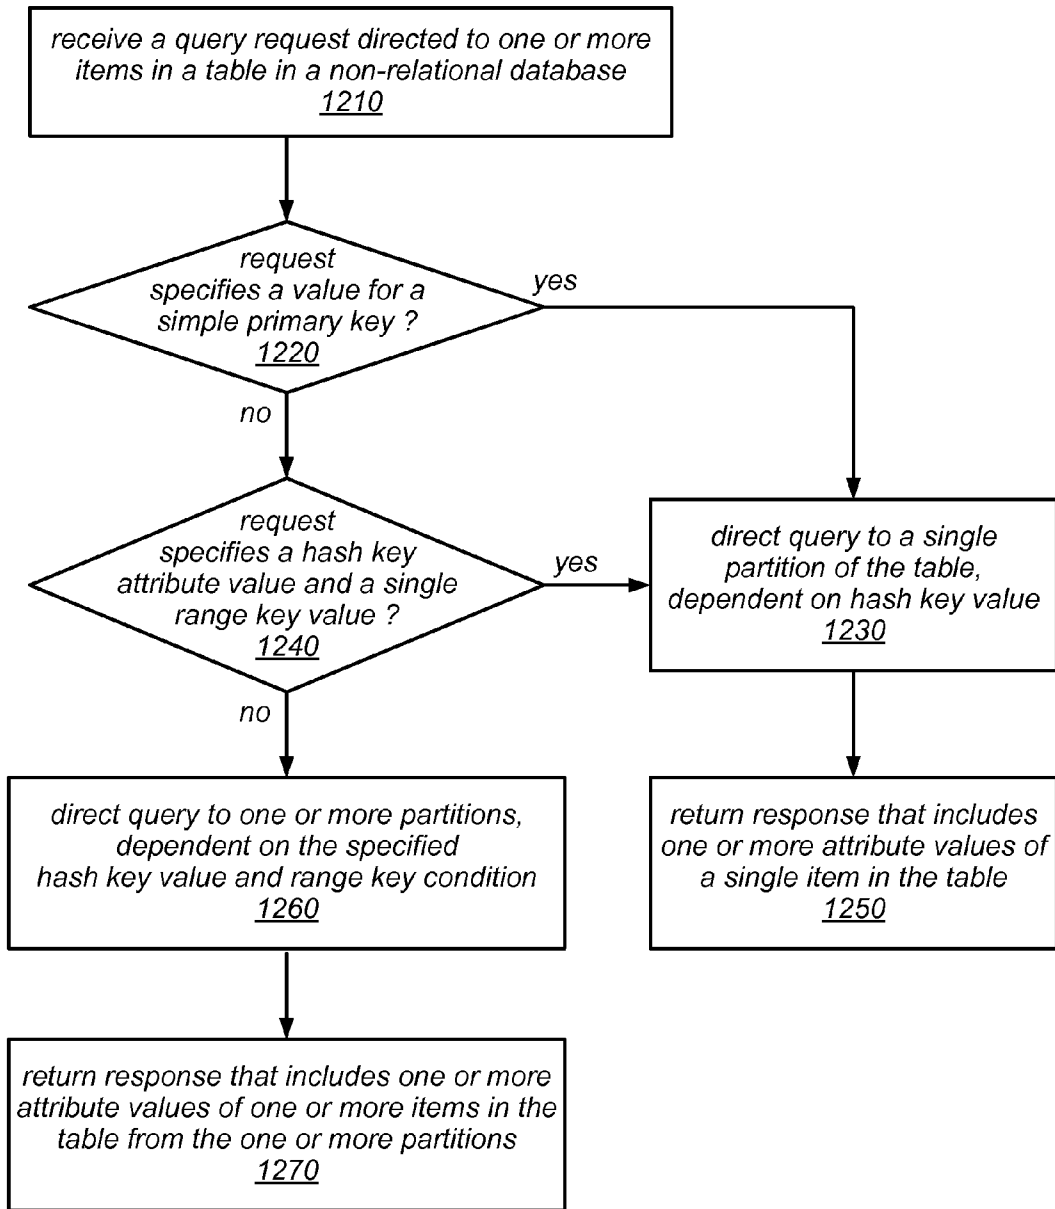 receive a query request directed to one or more
items in a table in a non-relational database
1210
request
specifies a value for a
simple primary key ?
1220
yes
no
request
specifies a hash key
attribute value and a single
range key value ?
1240
yes
direct query to a single
partition of the table,
dependent on hash key value
1230
no
direct query to one or more partitions,
dependent on the specified
hash key value and range key condition
1260
return response that includes
one or more attribute values of
a single item in the table
1250
return response that includes one or more
attribute values of one or more items in the
table from the one or more partitions
1270